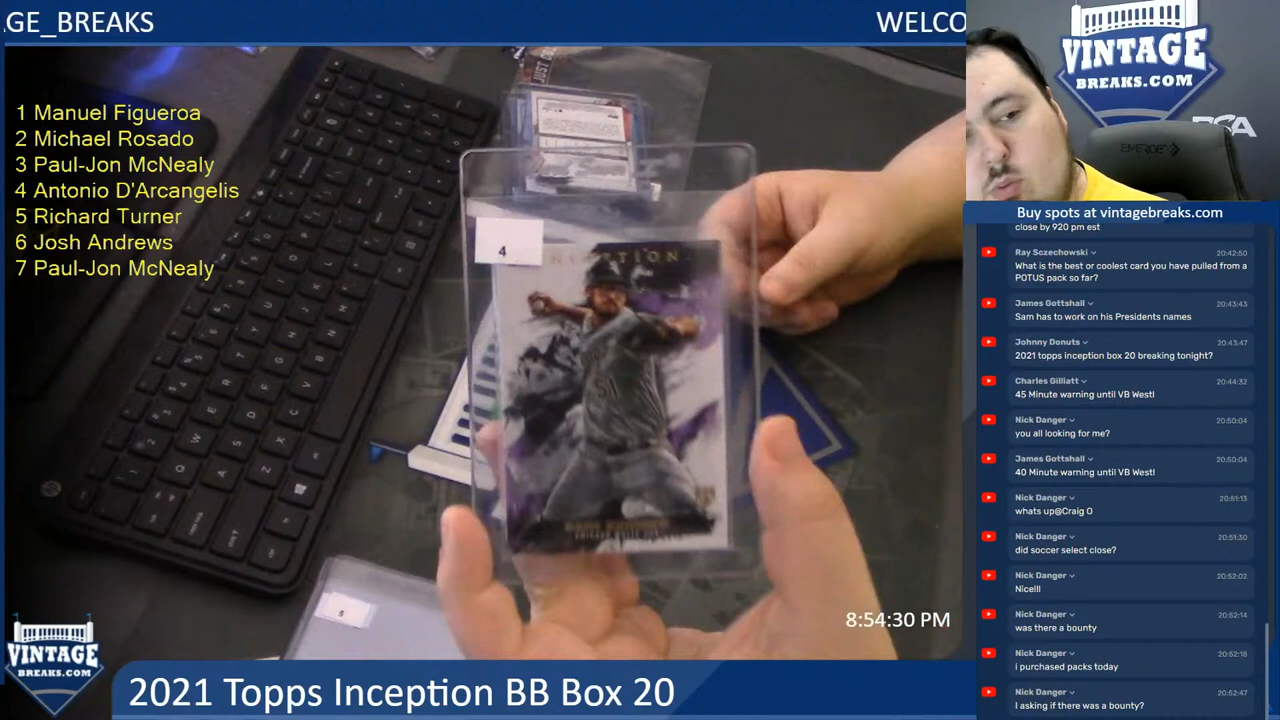 GE_BREAKS
WELCO
1 Manuel Figueroa
2 Michael Rosado
3 Paul-Jon McNealy
4 Antonio D'Arcangelis
5 Richard Turner
6 Josh Andrews
7 Paul-Jon McNealy
JUST
4
INCEPTION
5
8:54:30 PM
VINTAGE
BREAKS.COM
2021 Topps Inception BB Box 20
VINTAGE
BREAKS.COM
PSA
EMERGE
Buy spots at vintagebreaks.com
close by 920 pm est
Ray Sczechowski
20:42:50
What is the best or coolest card you have pulled from a
POTUS pack so far?
James Gottshall
20:43:43
Sam has to work on his Presidents names
Johnny Donuts
20:43:47
2021 topps inception box 20 breaking tonight?
Charles Gilliatt
20:44:32
45 Minute warning until VB West!
Nick Danger
20:50:04
you all looking for me?
James Gottshall
20:50:04
40 Minute warning until VB West!
Nick Danger
20:51:13
whats up@Craig O
Nick Danger
20:51:30
did soccer select close?
Nick Danger
20:52:02
Nice!!!
Nick Danger
20:52:14
was there a bounty
Nick Danger
20:52:18
i purchased packs today
Nick Danger
20:52:47
I asking if there was a bounty?